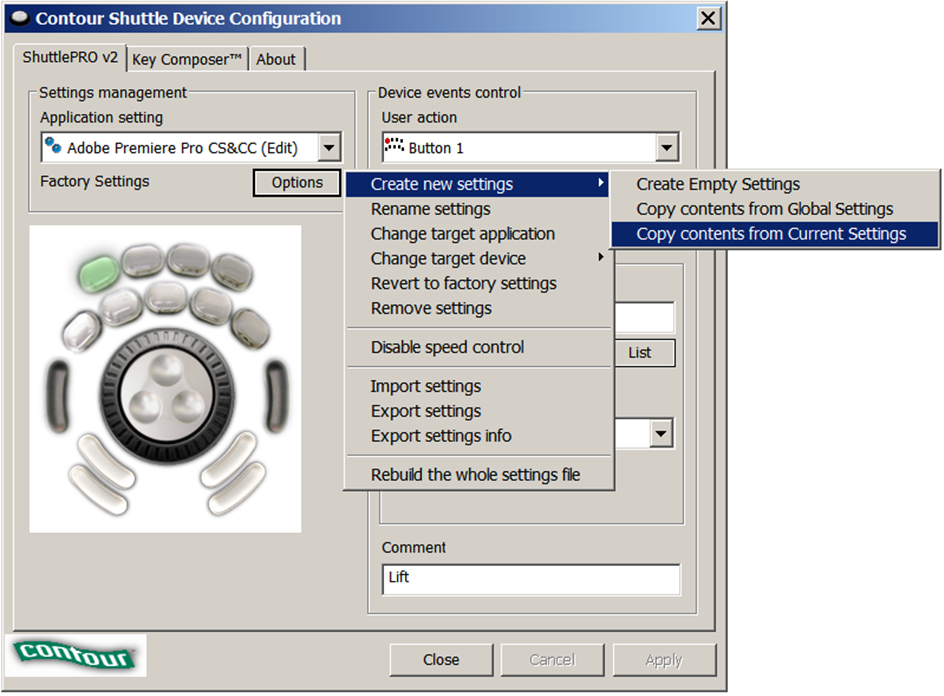 Contour Shuttle Device Configuration
ShuttlePRO v2
Key Composer™
About
Settings management
Application setting
Adobe Premiere Pro CS&CC (Edit)
Factory Settings
Options
Device events control
User action
Button 1
Create new settings
Rename settings
Change target application
Change target device
Revert to factory settings
Remove settings
Disable speed control
Import settings
Export settings
Export settings info
Rebuild the whole settings file
Create Empty Settings
Copy contents from Global Settings
Copy contents from Current Settings
List
Comment
Lift
contour
Close
Cancel
Apply